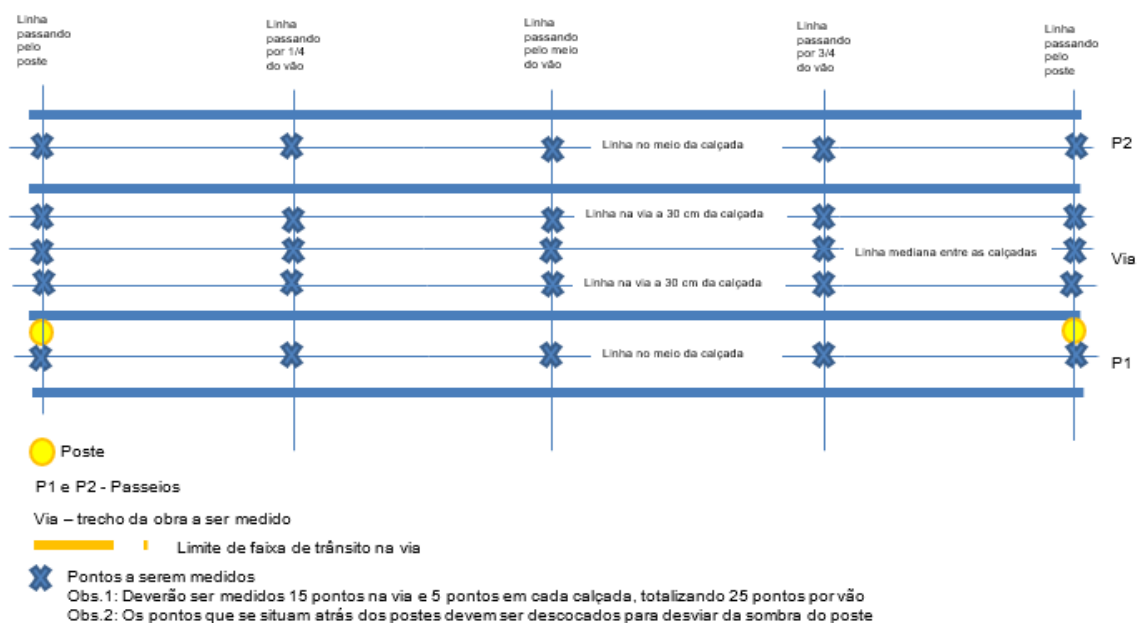 Linha
passando
pelo
poste
Linha
passando
por 1/4
do vão
Linha
passando
pelo meio
do vão
Linha
passando
por 3/4
do vão
Linha
passando
pelo
poste
Linha no meio da calçada
P2
Linha na via a 30 cm da calçada
Linha mediana entre as calçadas
Via
Linha na via a 30 cm da calçada
Linha no meio da calçada
P1
Poste
P1 e P2 - Passeios
Via – trecho da obra a ser medido
Limite de faixa de trânsito na via
Pontos a serem medidos
Obs.1: Deverão ser medidos 15 pontos na via e 5 pontos em cada calçada, totalizando 25 pontos por vão
Obs.2: Os pontos que se situam atrás dos postes devem ser descocados para desviar da sombra do poste